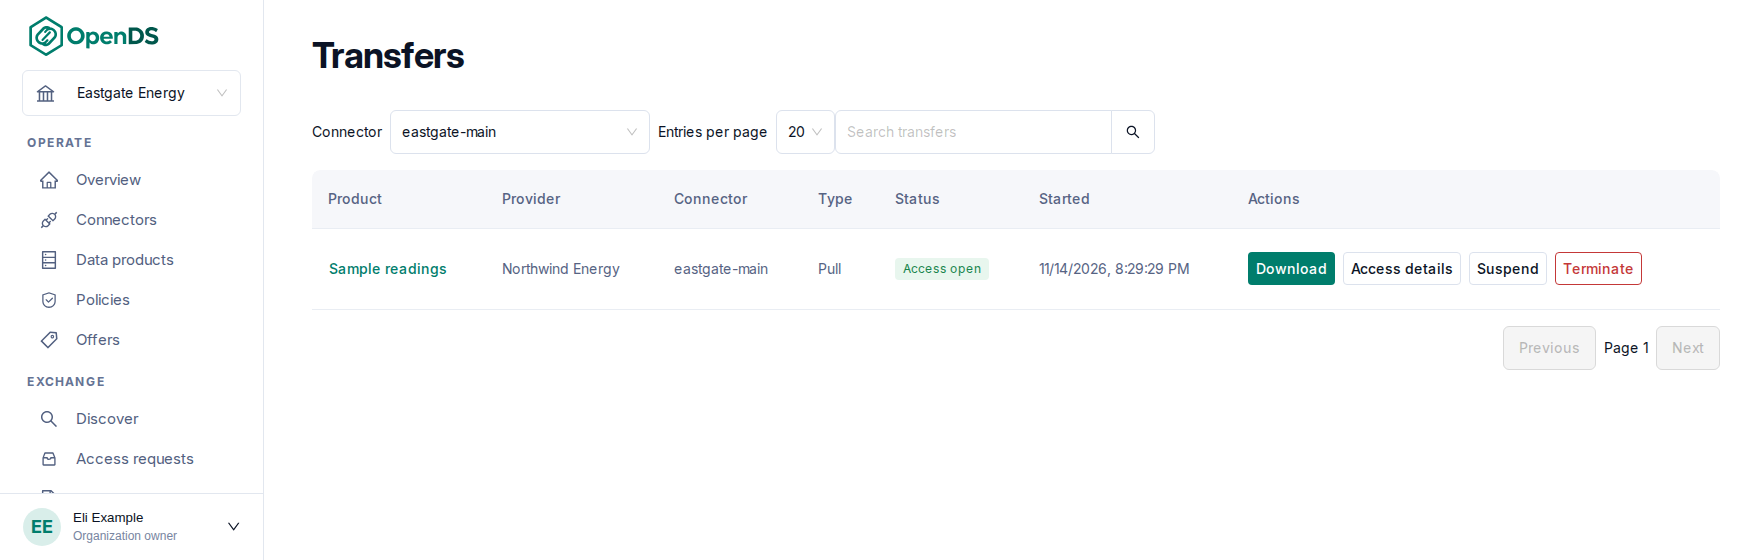 OpenDS
Eastgate Energy
OPERATE
Overview
Connectors
Data products
Policies
Offers
EXCHANGE
Discover
Access requests
EE
Eli Example
Organization owner
Transfers
Connector eastgate-main Entries per page 20 Search transfers
Product Provider Connector Type Status Started Actions
Sample readings Northwind Energy eastgate-main Pull Access open 11/14/2026, 8:29:29 PM Download Access details Suspend Terminate
Previous Page 1 Next